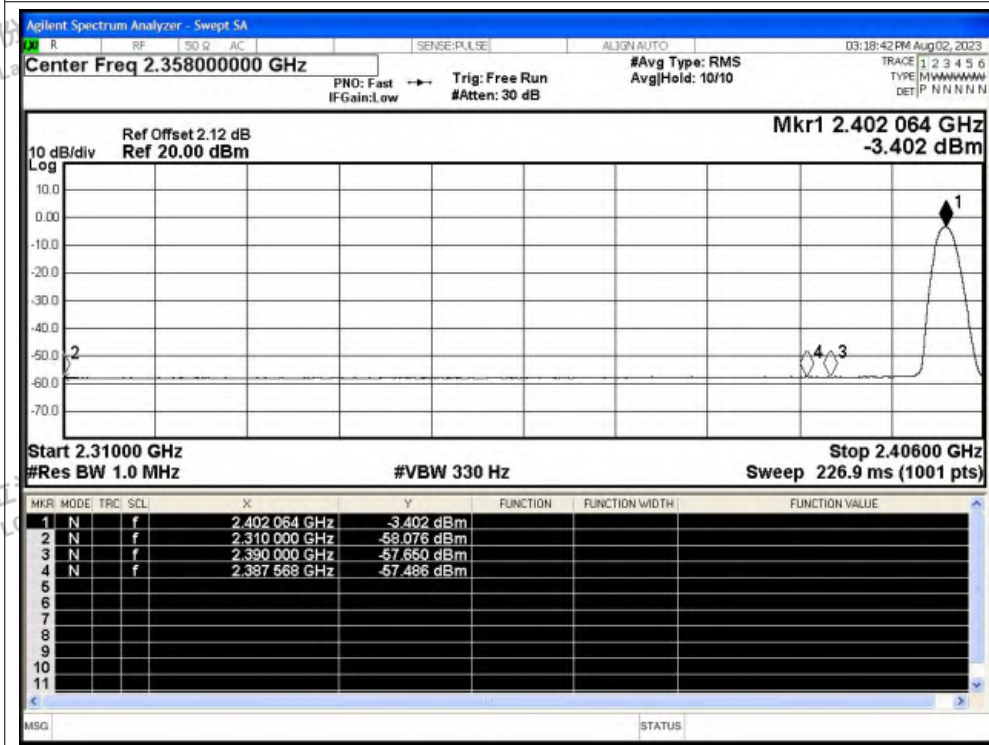 Agilent Spectrum Analyzer - Swept SA
R RF 50 Ω AC SENSE:PULSE ALIGN AUTO 03:18:42 PM Aug 02, 2023
Center Freq 2.358000000 GHz #Avg Type: RMS TRACE 1 2 3 4 5 6
PNO: Fast Trig: Free Run Avg|Hold: 10/10 TYPE MWWWWW
IFGain:Low #Atten: 30 dB DET P N N N N N
Ref Offset 2.12 dB Mkr1 2.402 064 GHz
10 dB/div Ref 20.00 dBm -3.402 dBm
Log
10.0
0.00
-10.0
-20.0
-30.0
-40.0
-50.0
-60.0
-70.0
1
2
4 3
Start 2.31000 GHz Stop 2.40600 GHz
#Res BW 1.0 MHz #VBW 330 Hz Sweep 226.9 ms (1001 pts)
MKR MODE TRC SCL X Y FUNCTION FUNCTION WIDTH FUNCTION VALUE
1 N f 2.402 064 GHz -3.402 dBm
2 N f 2.310 000 GHz -58.076 dBm
3 N f 2.390 000 GHz -57.650 dBm
4 N f 2.387 568 GHz -57.486 dBm
5
6
7
8
9
10
11
MSG STATUS